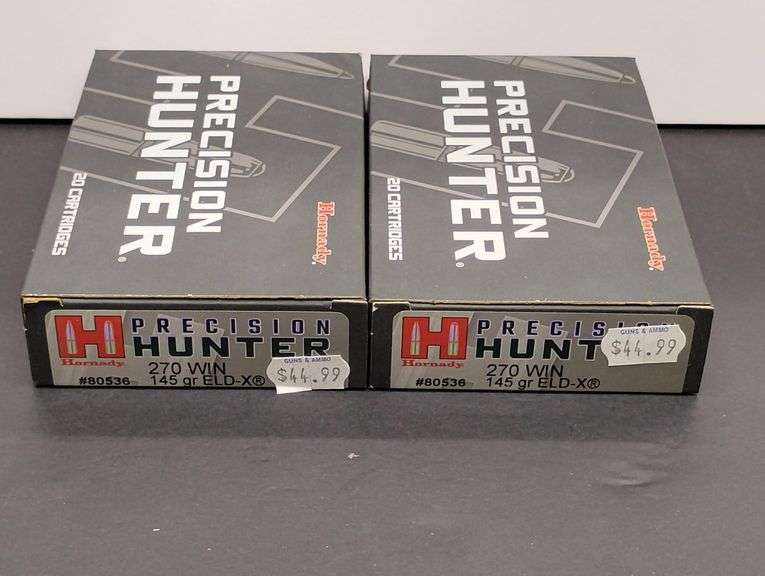 PRECISION
HUNTER®
20 CARTRIDGES
Hornady®
PRECISION
HUNTER®
20 CARTRIDGES
Hornady®
H
Hornady
PRECISION
HUNTER
270 WIN
#80536
145 gr ELD-X®
GUNS & AMMO
$44.99
H
Hornady
PRECIS
HUNT
270 WIN
#80536
145 gr ELD-X®
GUNS & AMMO
$44.99